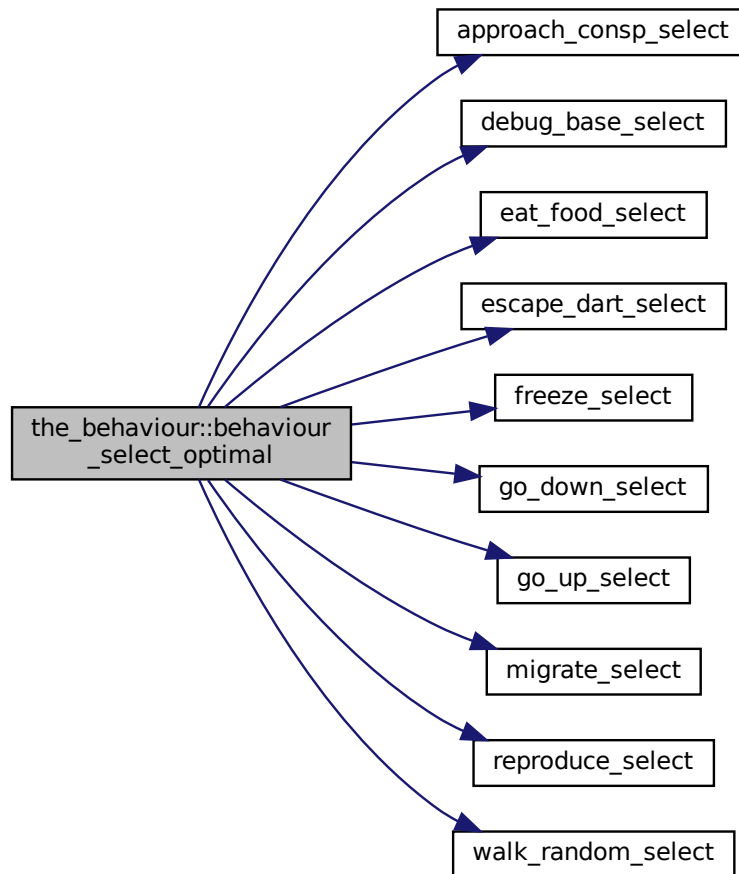 approach_consp_select
debug_base_select
eat_food_select
escape_dart_select
the_behaviour::behaviour
_select_optimal
freeze_select
go_down_select
go_up_select
migrate_select
reproduce_select
walk_random_select